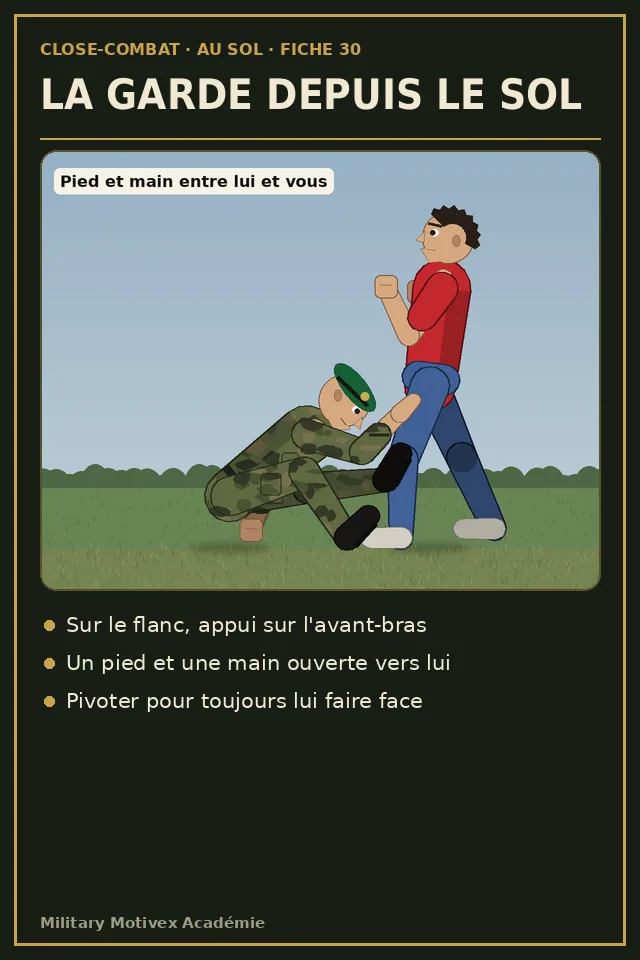 CLOSE-COMBAT · AU SOL · FICHE 30
LA GARDE DEPUIS LE SOL
Pied et main entre lui et vous
Sur le flanc, appui sur l'avant-bras
Un pied et une main ouverte vers lui
Pivoter pour toujours lui faire face
Military Motivex Académie